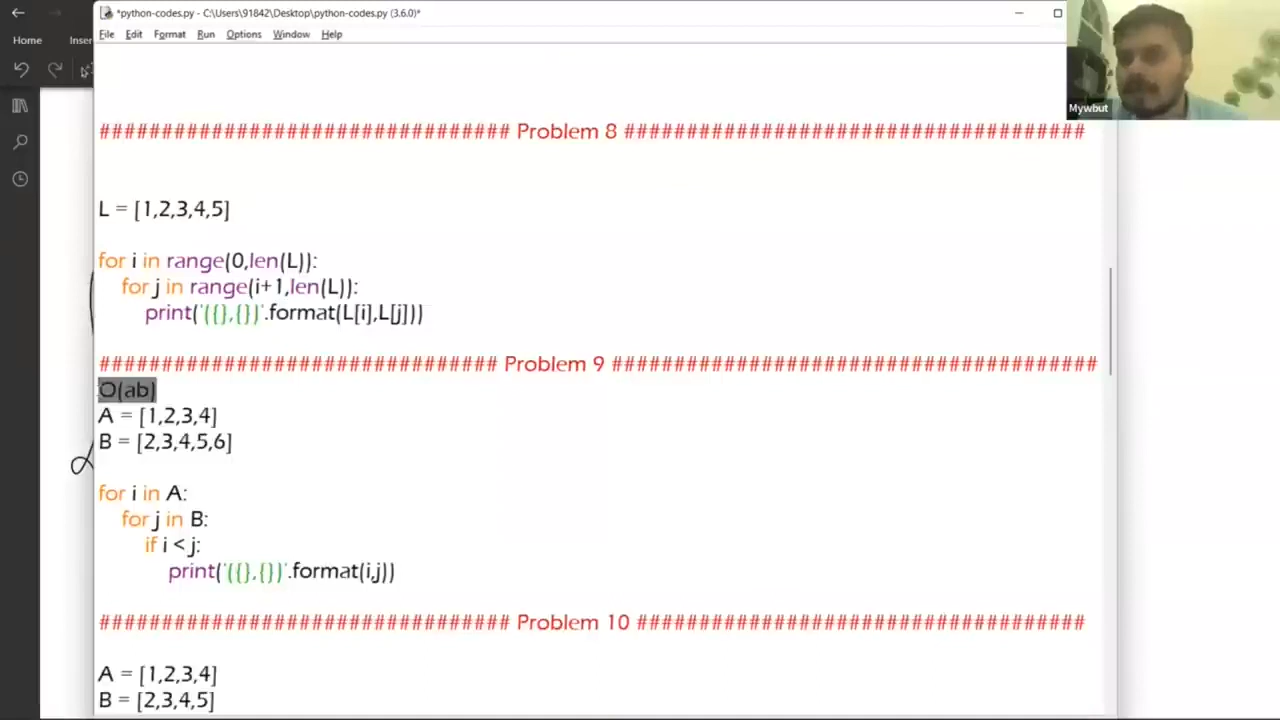 *python-codes.py - C:\Users\91842\Desktop\python-codes.py (3.6.0)*
File Edit Format Run Options Window Help
Home
Mywbut
################################# Problem 8 #####################################
L = [1,2,3,4,5]
for i in range(0,len(L)):
for j in range(i+1,len(L)):
print('({},{})'.format(L[i],L[j]))
################################ Problem 9 #######################################
O(ab)
A = [1,2,3,4]
B = [2,3,4,5,6]
for i in A:
for j in B:
if i < j:
print('({},{})'.format(i,j))
################################# Problem 10 ####################################
A = [1,2,3,4]
B = [2,3,4,5]